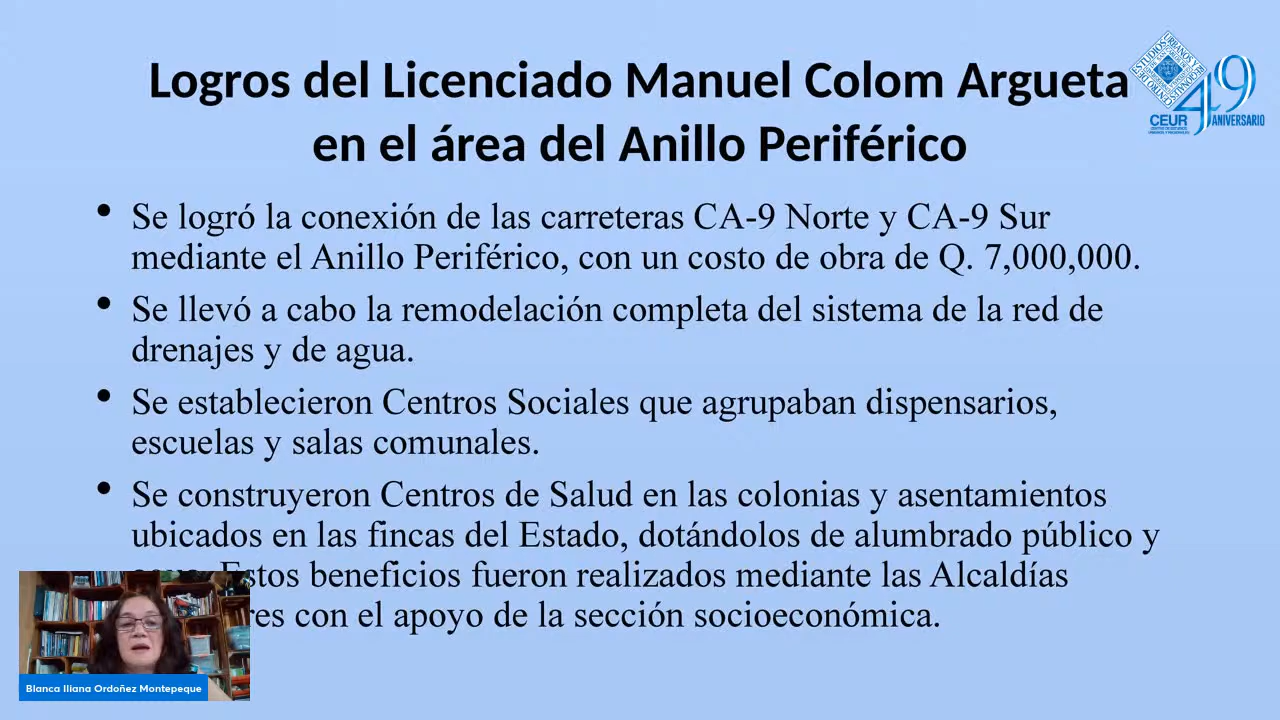 Logros del Licenciado Manuel Colom Argueta
en el área del Anillo Periférico
CEUR
49
ANIVERSARIO
• Se logró la conexión de las carreteras CA-9 Norte y CA-9 Sur
mediante el Anillo Periférico, con un costo de obra de Q. 7,000,000.
• Se llevó a cabo la remodelación completa del sistema de la red de
drenajes y de agua.
• Se establecieron Centros Sociales que agrupaban dispensarios,
escuelas y salas comunales.
• Se construyeron Centros de Salud en las colonias y asentamientos
ubicados en las fincas del Estado, dotándolos de alumbrado público y
Estos beneficios fueron realizados mediante las Alcaldías
res con el apoyo de la sección socioeconómica.
Blanca Iliana Ordoñez Montepeque